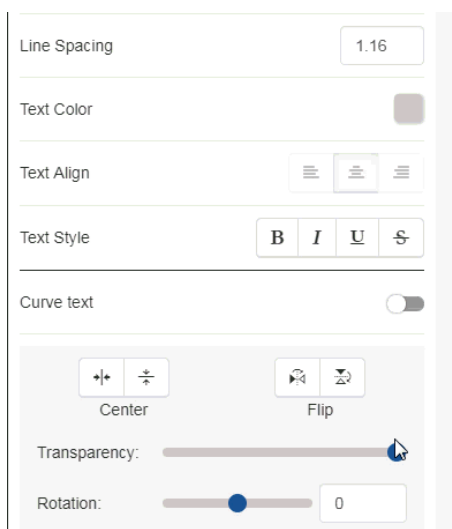 Line Spacing 1.16
Text Color
Text Align
Text Style B I U S
Curve text
Center Flip
Transparency:
Rotation: 0